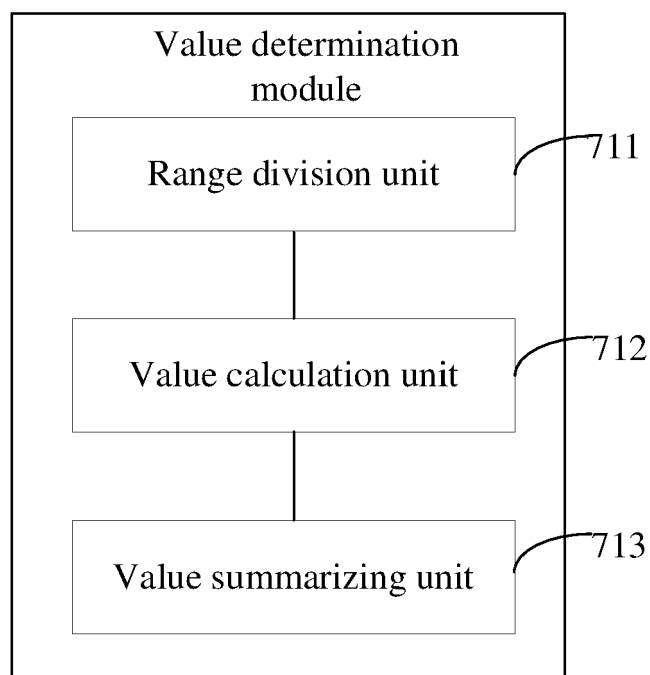 Value determination
module
Range division unit
711
Value calculation unit
712
Value summarizing unit
713